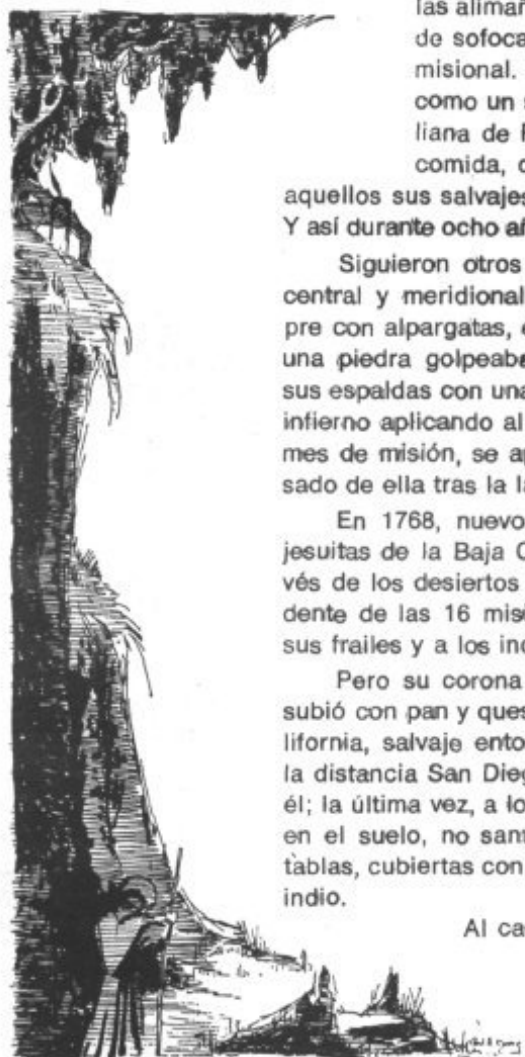 las alimañ
de sofoca
misional.
como un s
liana de
comida, c
aquellos sus salvajes
Y así durante ocho añ
Siguieron otros
central y meridional
pre con alpargatas, e
una piedra golpeabe
sus espaldas con una
infierno aplicando al
mes de misión, se ap
sado de ella tras la la
En 1768, nuevo
jesuitas de la Baja C
vés de los desiertos
dente de las 16 mis
sus frailes y a los ind
Pero su corona
subió con pan y ques
lifornia, salvaje ento
la distancia San Dieg
él; la última vez, a lo
en el suelo, no sant
tablas, cubiertas con
indio.
Al ca